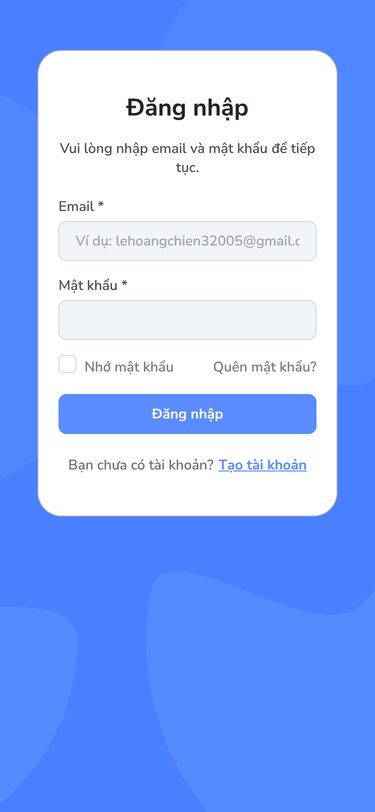 Đăng nhập
Vui lòng nhập email và mật khẩu để tiếp
tục.
Email *
Ví dụ: lehoangchien32005@gmail.c
Mật khẩu *
Nhớ mật khẩu
Quên mật khẩu?
Đăng nhập
Bạn chưa có tài khoản? Tạo tài khoản